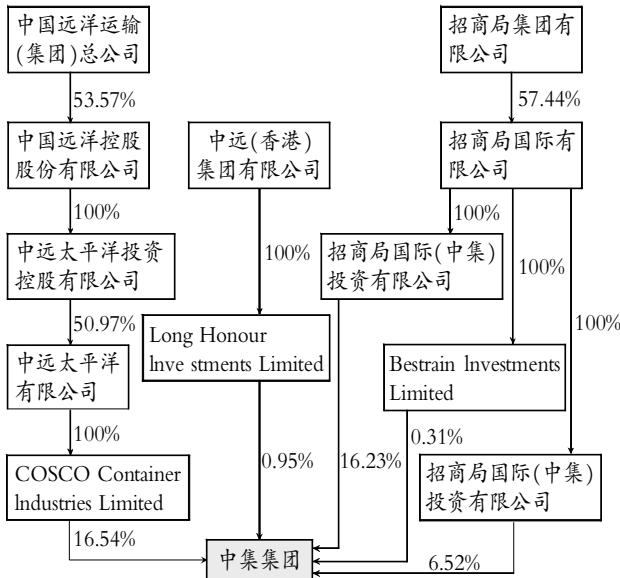 中国远洋运输
(集团)总公司
招商局集团有
限公司
53.57%
57.44%
中国远洋控股
股份有限公司
中远(香港)
集团有限公司
招商局国际有
限公司
100%
100%
100%
100%
100%
中远太平洋投资
控股有限公司
招商局国际(中集)
投资有限公司
50.97%
Long Honour
lnve stments Limited
中远太平洋
有限公司
Bestrain lnvestments
Limited
100%
0.95%
16.23%
0.31%
COSCO Container
lndustries Limited
招商局国际(中集)
投资有限公司
16.54%
中集集团
6.52%